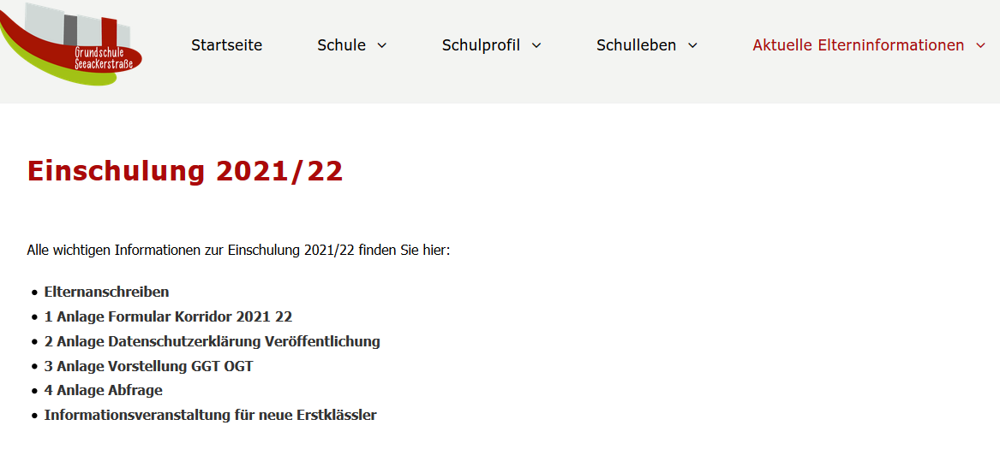 Grundschule
Seeackerstraße
Startseite Schule Schulprofil Schulleben Aktuelle Elterninformationen
Einschulung 2021/22
Alle wichtigen Informationen zur Einschulung 2021/22 finden Sie hier:
• Elternanschreiben
• 1 Anlage Formular Korridor 2021 22
• 2 Anlage Datenschutzerklärung Veröffentlichung
• 3 Anlage Vorstellung GGT OGT
• 4 Anlage Abfrage
• Informationsveranstaltung für neue Erstklässler